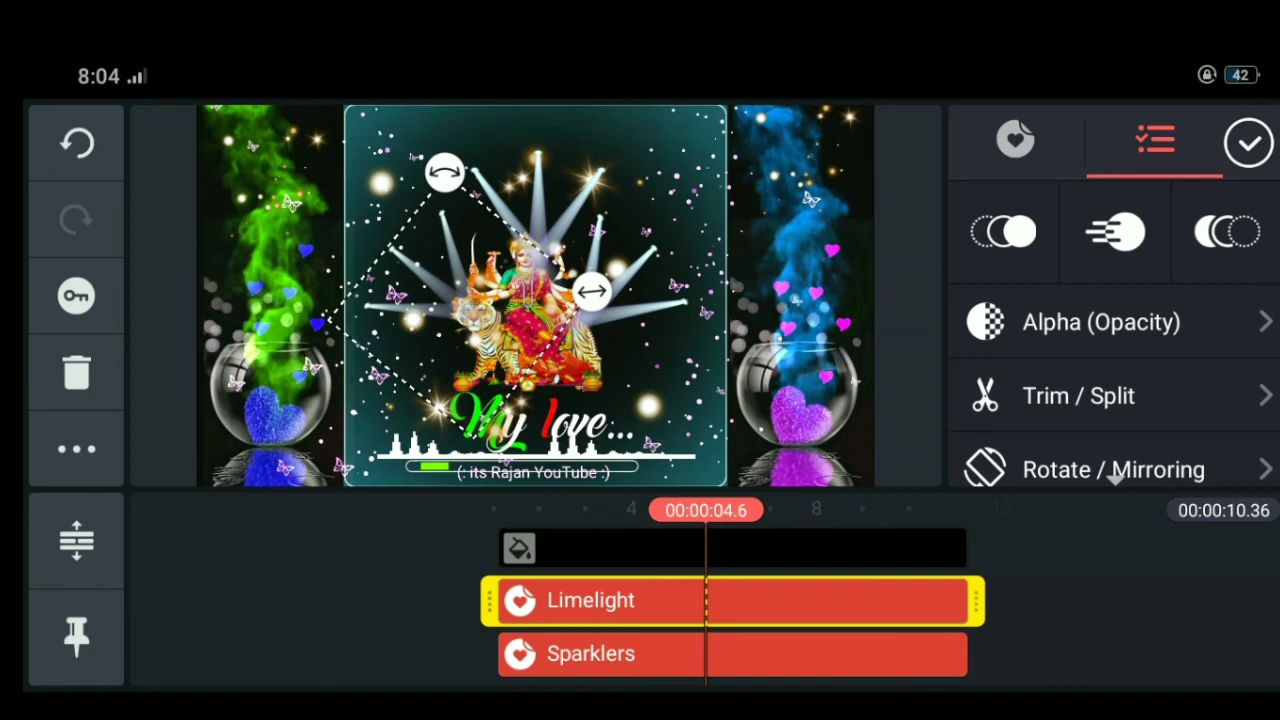 8:04
42
My love...
(: its Rajan YouTube :)
Alpha (Opacity)
Trim / Split
Rotate / Mirroring
4
00:00:04.6
8
12
00:00:10.36
Limelight
Sparklers